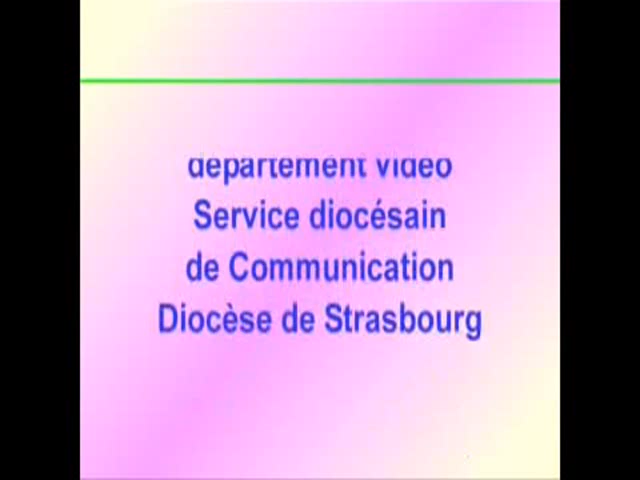 département vidéo
Service diocésain
de Communication
Diocèse de Strasbourg